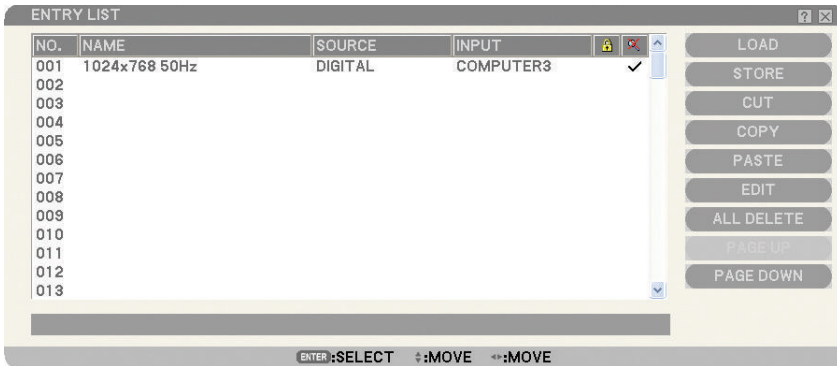 ENTRY LIST
NO. NAME SOURCE INPUT
001 1024x768 50Hz DIGITAL COMPUTER3
002
003
004
005
006
007
008
009
010
011
012
013
LOAD
STORE
CUT
COPY
PASTE
EDIT
ALL DELETE
PAGE UP
PAGE DOWN
ENTER :SELECT :MOVE :MOVE